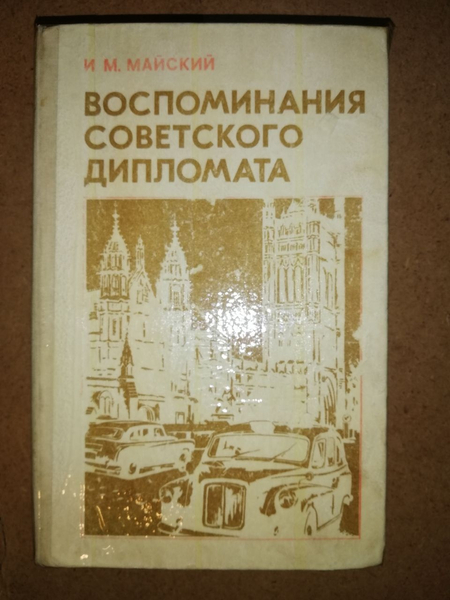 И. М. МАЙСКИЙ
ВОСПОМИНАНИЯ
СОВЕТСКОГО
ДИПЛОМАТА